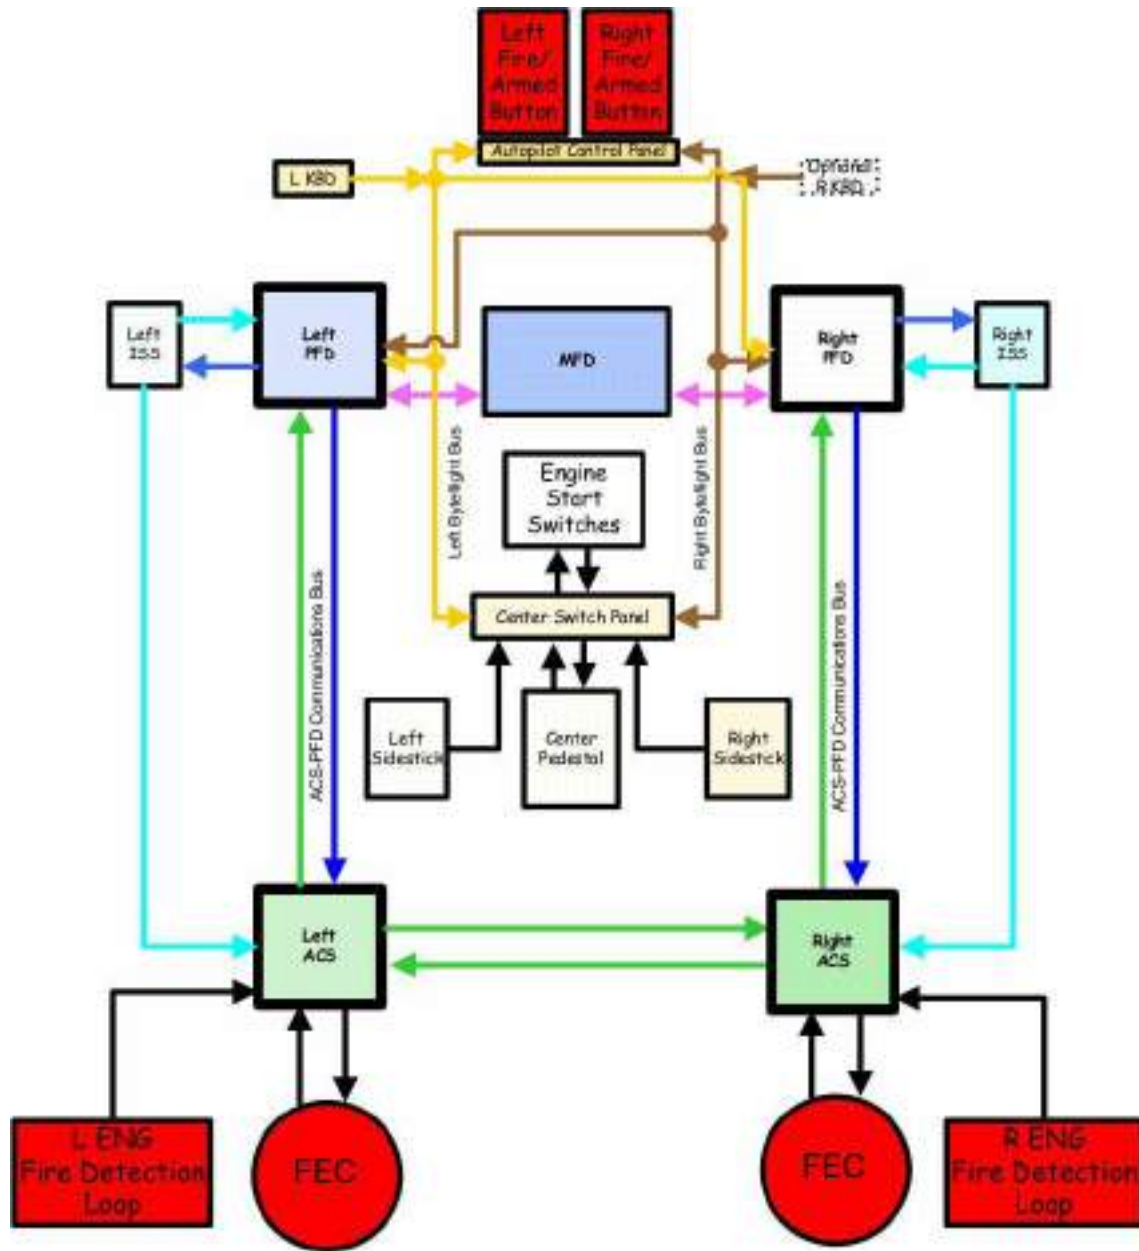 Left
Fire/
Armed
Button
Right
Fire/
Armed
Button
Autopilot Control Panel
L KBD
Optional
R KBD
Left
ISS
Left
PFD
MFD
Right
PFD
Right
ISS
Left Byteflight Bus
Right Byteflight Bus
Engine
Start
Switches
Center Switch Panel
ACS-PFD Communications Bus
ACS-PFD Communications Bus
Left
Sidestick
Center
Pedestal
Right
Sidestick
Left
ACS
Right
ACS
L ENG
Fire Detection
Loop
FEC
FEC
R ENG
Fire Detection
Loop